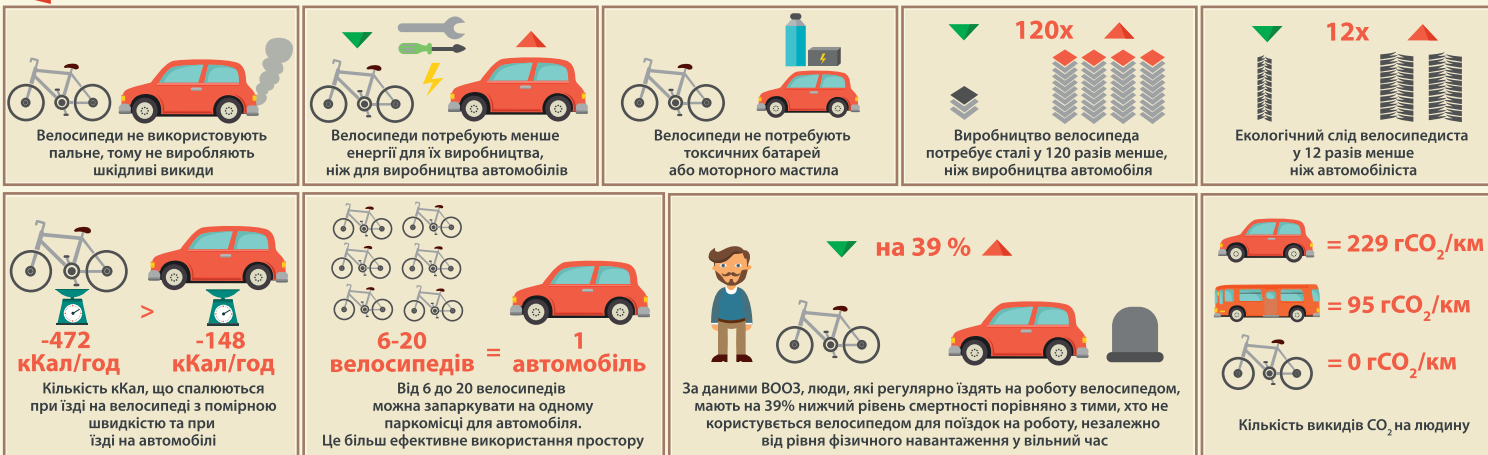 Велосипеди не використовують
пальне, тому не виробляють
шкідливі викиди
Велосипеди потребують менше
енергії для їх виробництва,
ніж для виробництва автомобілів
Велосипеди не потребують
токсичних батарей
або моторного мастила
120х
Виробництво велосипеда
потребує сталі у 120 разів менше,
ніж виробництва автомобіля
12х
Екологічний слід велосипедиста
у 12 разів менше
ніж автомобіліста
-472 > -148
кКал/год кКал/год
Кількість кКал, що спалюються
при їзді на велосипеді з помірною
швидкістю та при
їзді на автомобілі
6-20 = 1
велосипедів автомобіль
Від 6 до 20 велосипедів
можна запаркувати на одному
паркомісці для автомобіля.
Це більш ефективне використання простору
на 39 %
За даними ВООЗ, люди, які регулярно їздять на роботу велосипедом,
мають на 39% нижчий рівень смертності порівняно з тими, хто не
користувється велосипедом для поїздок на роботу, незалежно
від рівня фізичного навантаження у вільний час
= 229 гСО₂/км
= 95 гСО₂/км
= 0 гСО₂/км
Кількість викидів СО₂ на людину